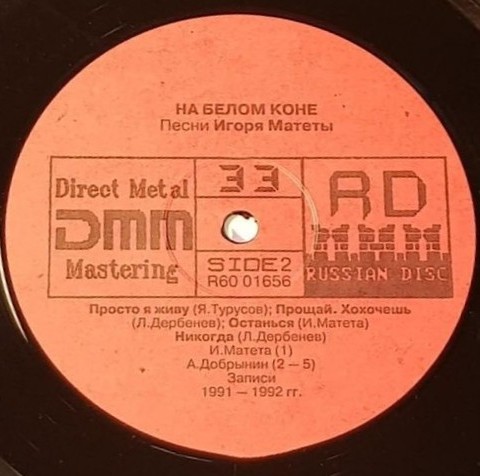 НА БЕЛОМ КОНЕ
Песни Игоря Матеты
Direct Metal
DMM
Mastering
33
SIDE 2
R60 01656
RD
RUSSIAN DISC
Просто я живу (Я.Турусов); Прощай. Хохочешь
(Л.Дербенев); Останься (И.Матета)
Никогда (Л.Дербенев)
И.Матета (1)
А.Добрынин (2 — 5)
Записи
1991 — 1992 гг.